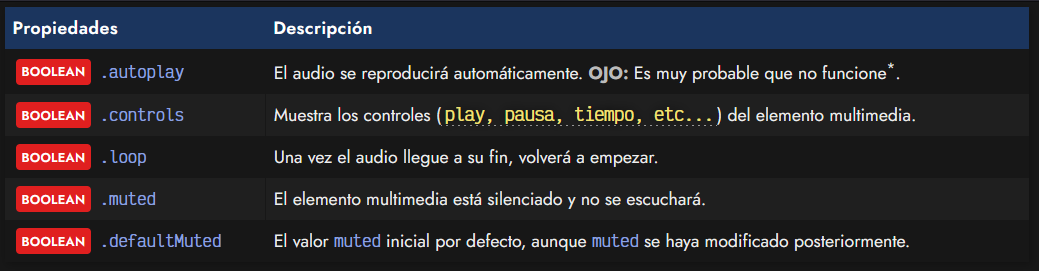 Propiedades Descripción
BOOLEAN .autoplay El audio se reproducirá automáticamente. OJO: Es muy probable que no funcione*.
BOOLEAN .controls Muestra los controles (play, pausa, tiempo, etc...) del elemento multimedia.
BOOLEAN .loop Una vez el audio llegue a su fin, volverá a empezar.
BOOLEAN .muted El elemento multimedia está silenciado y no se escuchará.
BOOLEAN .defaultMuted El valor muted inicial por defecto, aunque muted se haya modificado posteriormente.